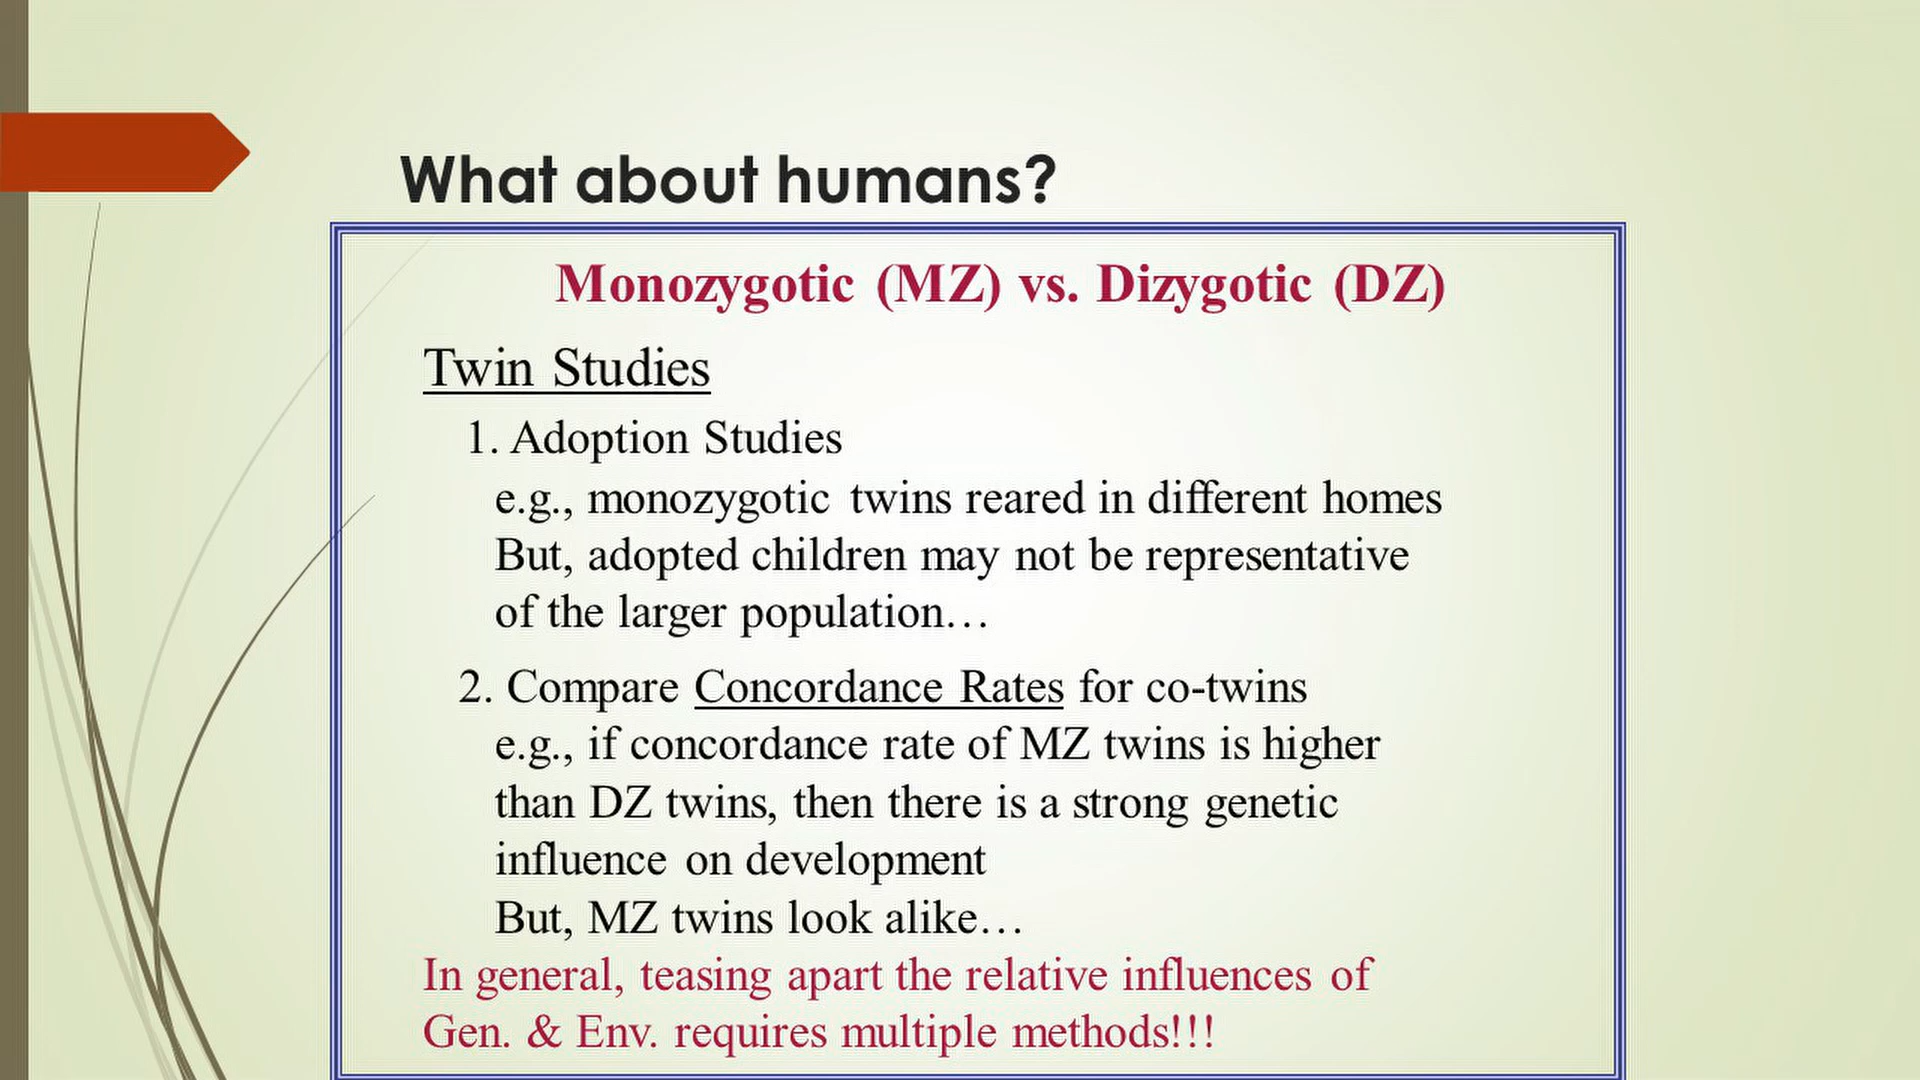 What about humans?
Monozygotic (MZ) vs. Dizygotic (DZ)
Twin Studies
1. Adoption Studies
e.g., monozygotic twins reared in different homes
But, adopted children may not be representative
of the larger population…
2. Compare Concordance Rates for co-twins
e.g., if concordance rate of MZ twins is higher
than DZ twins, then there is a strong genetic
influence on development
But, MZ twins look alike…
In general, teasing apart the relative influences of
Gen. & Env. requires multiple methods!!!